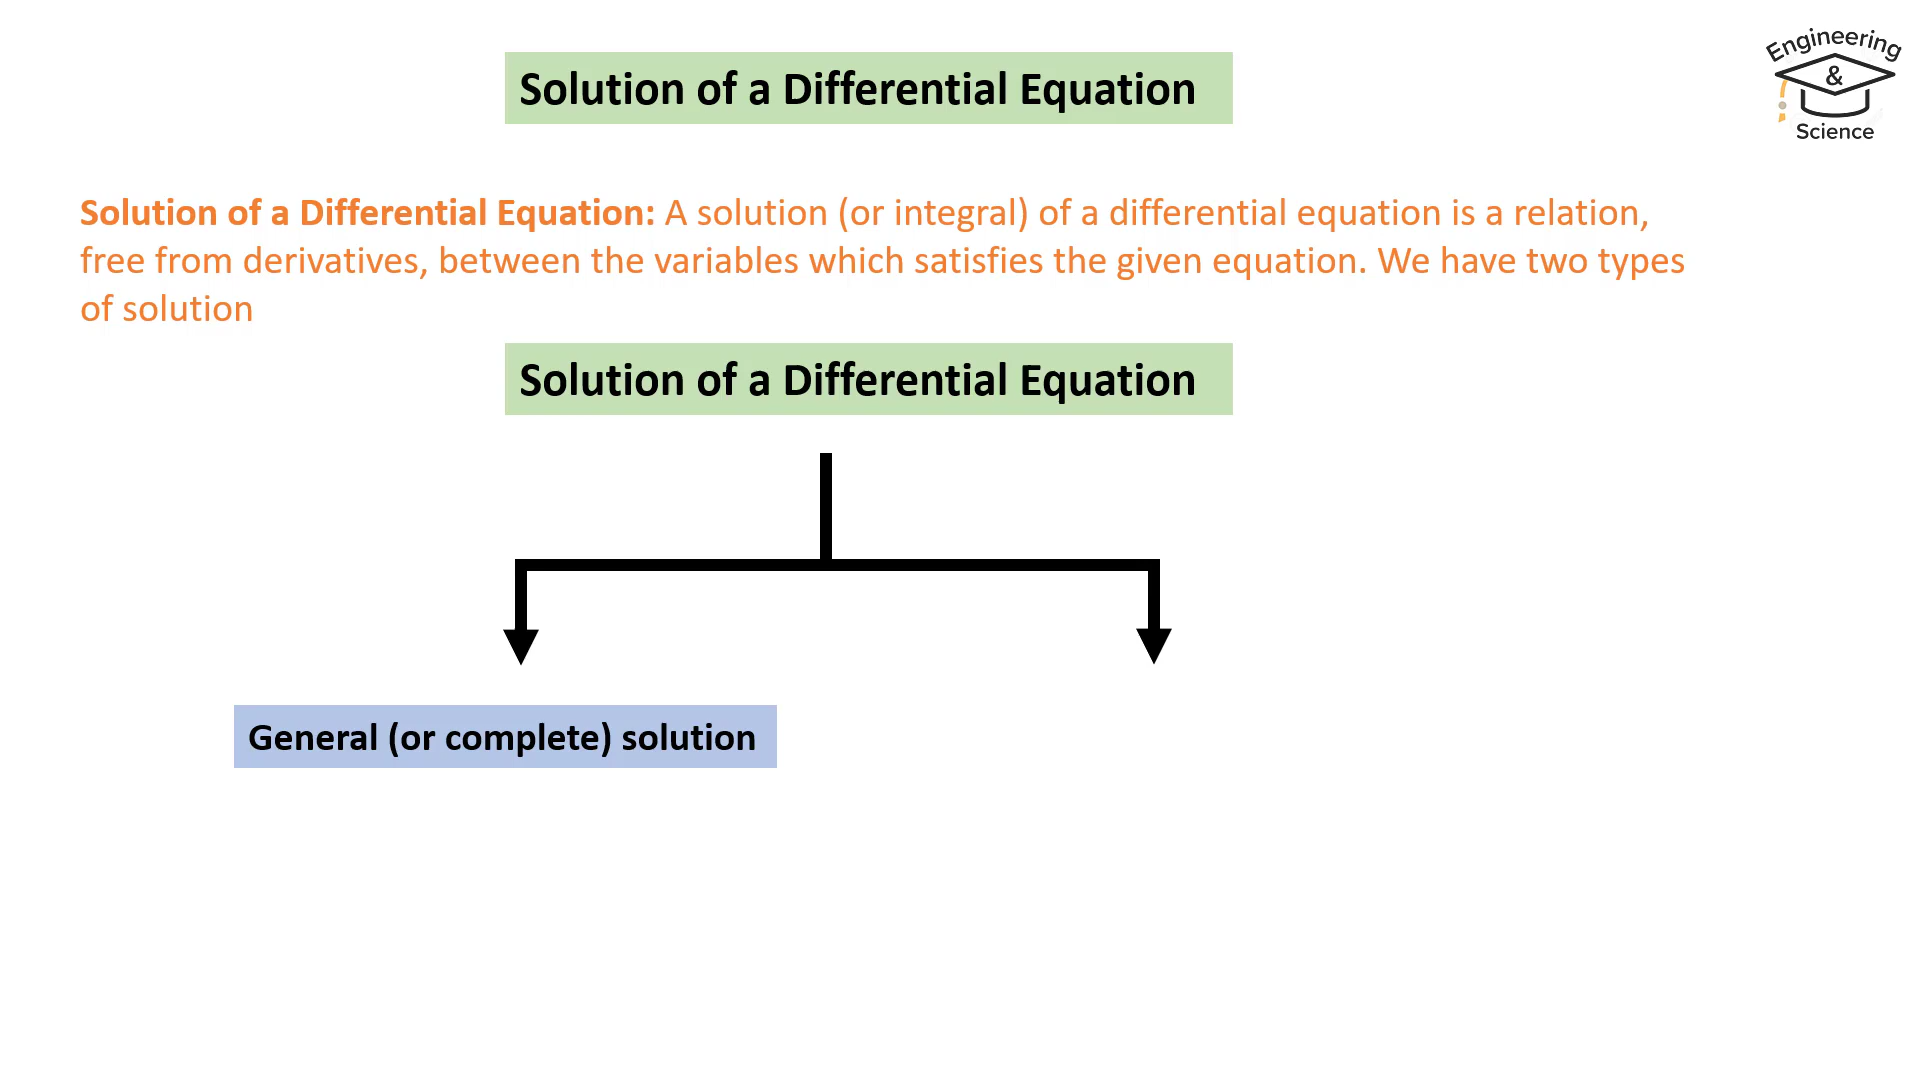 Engineering
&
Science
Solution of a Differential Equation
Solution of a Differential Equation: A solution (or integral) of a differential equation is a relation,
free from derivatives, between the variables which satisfies the given equation. We have two types
of solution
Solution of a Differential Equation
General (or complete) solution